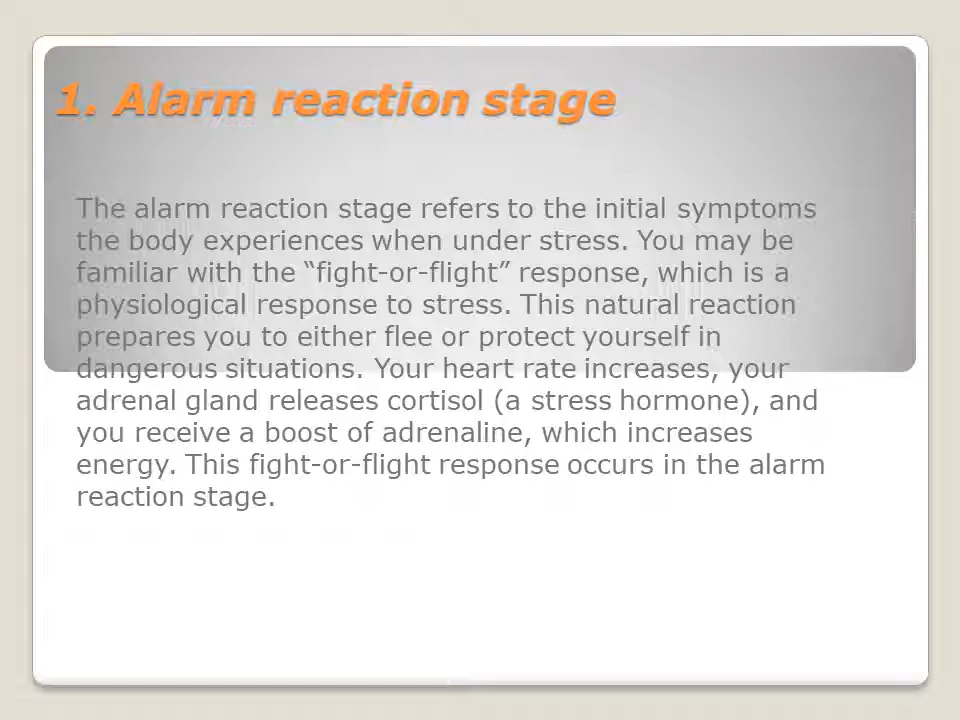 1. Alarm reaction stage
The alarm reaction stage refers to the initial symptoms
the body experiences when under stress. You may be
familiar with the “fight-or-flight” response, which is a
physiological response to stress. This natural reaction
prepares you to either flee or protect yourself in
dangerous situations. Your heart rate increases, your
adrenal gland releases cortisol (a stress hormone), and
you receive a boost of adrenaline, which increases
energy. This fight-or-flight response occurs in the alarm
reaction stage.